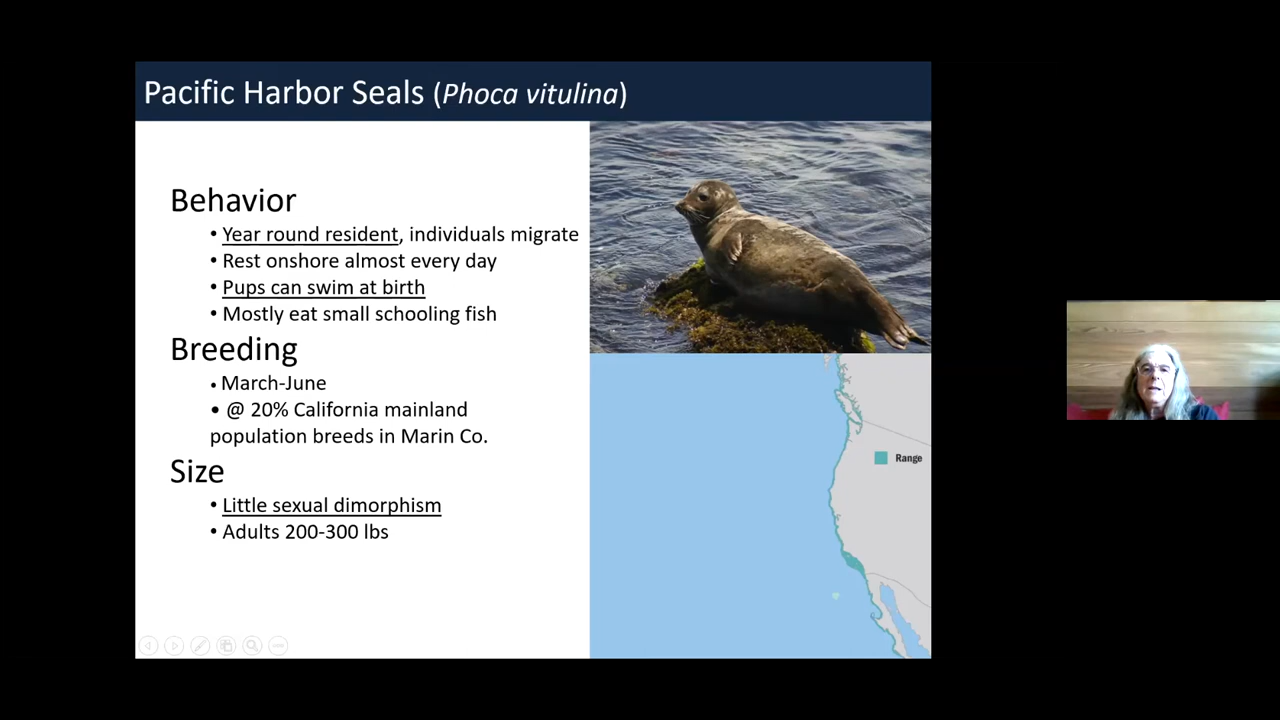 Pacific Harbor Seals (Phoca vitulina)
Behavior
• Year round resident, individuals migrate
• Rest onshore almost every day
• Pups can swim at birth
• Mostly eat small schooling fish
Breeding
• March-June
• @ 20% California mainland
population breeds in Marin Co.
Size
• Little sexual dimorphism
• Adults 200-300 lbs
Range